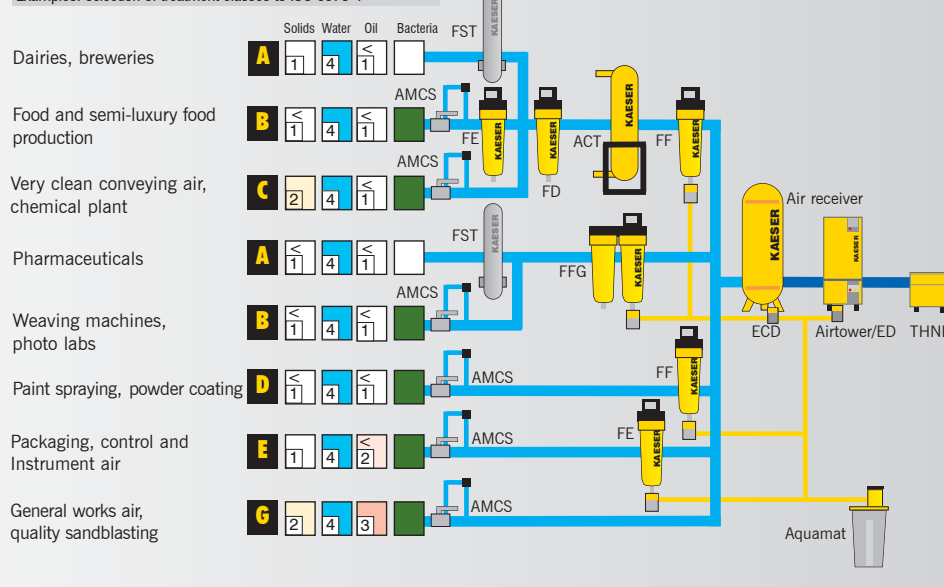 Solids Water Oil Bacteria
FST
KAESER
Dairies, breweries
A
1 4 < 1
AMCS
Food and semi-luxury food
production
B
< 1 4 < 1
FE
KAESER
KAESER
FD
ACT
KAESER
FF
KAESER
AMCS
Very clean conveying air,
chemical plant
C
2 4 < 1
Air receiver
KAESER
KAESER
FST
KAESER
Pharmaceuticals
A
< 1 4 < 1
FFG
KAESER
AMCS
Weaving machines,
photo labs
B
< 1 4 < 1
ECD
Airtower/ED
FF
KAESER
Paint spraying, powder coating
D
< 1 4 < 1
AMCS
Packaging, control and
Instrument air
E
1 4 < 2
AMCS
FE
KAESER
General works air,
quality sandblasting
G
2 4 3
AMCS
Aquamat